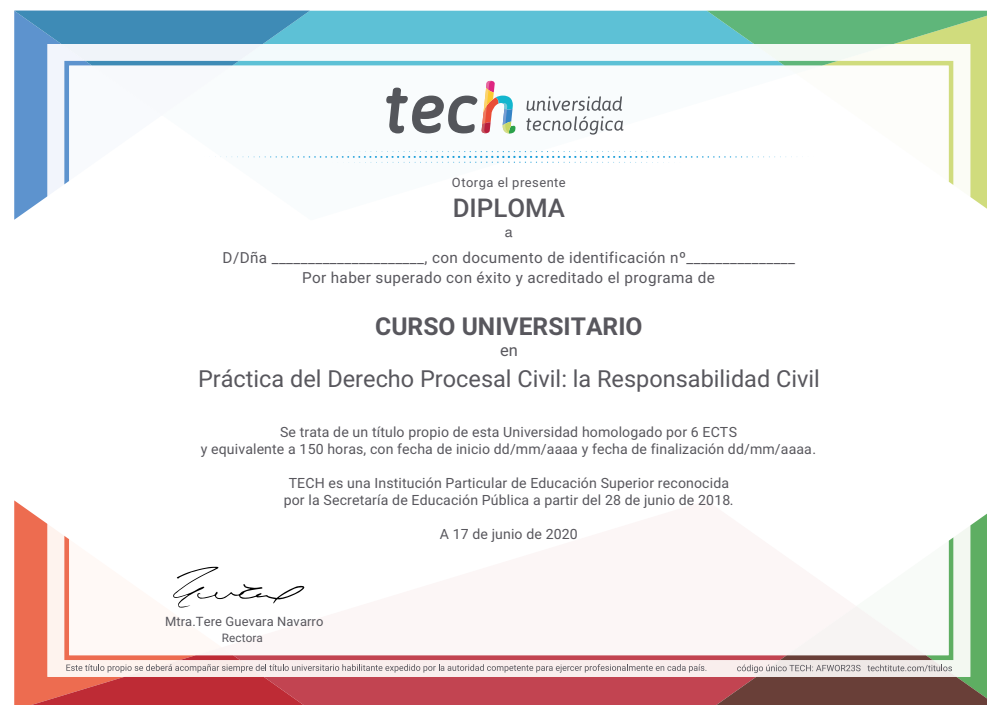 tech universidad
tecnológica
Otorga el presente
DIPLOMA
a
D/Dña _____________________, con documento de identificación nº_______________
Por haber superado con éxito y acreditado el programa de
CURSO UNIVERSITARIO
en
Práctica del Derecho Procesal Civil: la Responsabilidad Civil
Se trata de un título propio de esta Universidad homologado por 6 ECTS
y equivalente a 150 horas, con fecha de inicio dd/mm/aaaa y fecha de finalización dd/mm/aaaa.
TECH es una Institución Particular de Educación Superior reconocida
por la Secretaría de Educación Pública a partir del 28 de junio de 2018.
A 17 de junio de 2020
Mtra.Tere Guevara Navarro
Rectora
Este título propio se deberá acompañar siempre del título universitario habilitante expedido por la autoridad competente para ejercer profesionalmente en cada país. código único TECH: AFWOR23S techtitute.com/titulos